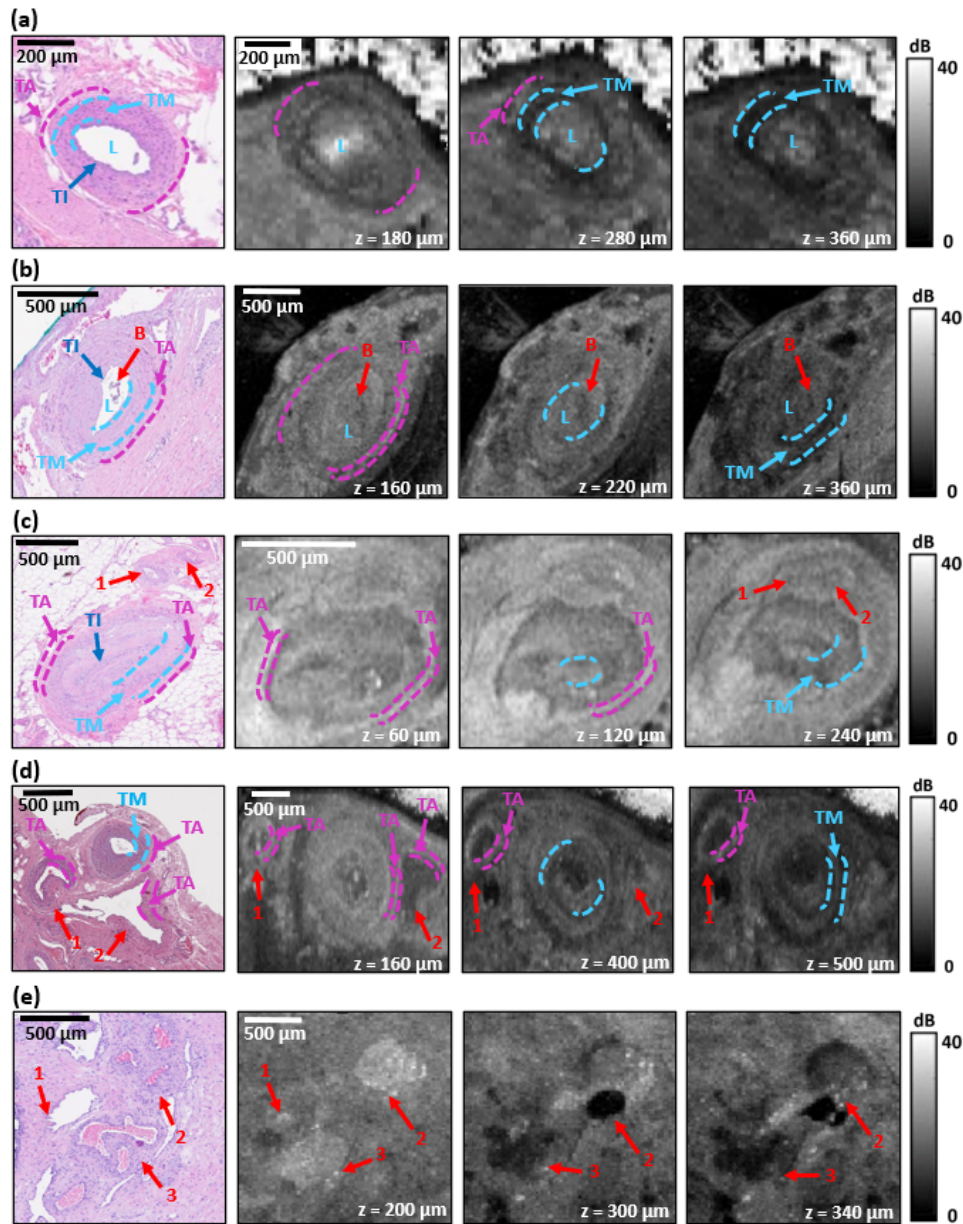 (a)
200 µm
200 µm
dB
40
TA
TM
L
TI
L
z = 180 µm
TM
TA
L
z = 280 µm
TM
L
z = 360 µm
0
(b)
500 µm
500 µm
dB
40
TI
B
TA
L
TM
B
TA
L
z = 160 µm
B
L
z = 220 µm
B
L
TM
z = 360 µm
0
(c)
500 µm
500 µm
dB
40
1
2
TA
TI
TA
TM
TA
TA
z = 60 µm
TA
z = 120 µm
1
2
TM
z = 240 µm
0
(d)
500 µm
500 µm
dB
40
TM
TA
TA
TA
1
2
TA
TA
TA
1
2
z = 160 µm
TA
1
2
z = 400 µm
TA
TM
1
z = 500 µm
0
(e)
500 µm
500 µm
dB
40
1
2
3
1
2
3
z = 200 µm
2
3
z = 300 µm
2
3
z = 340 µm
0